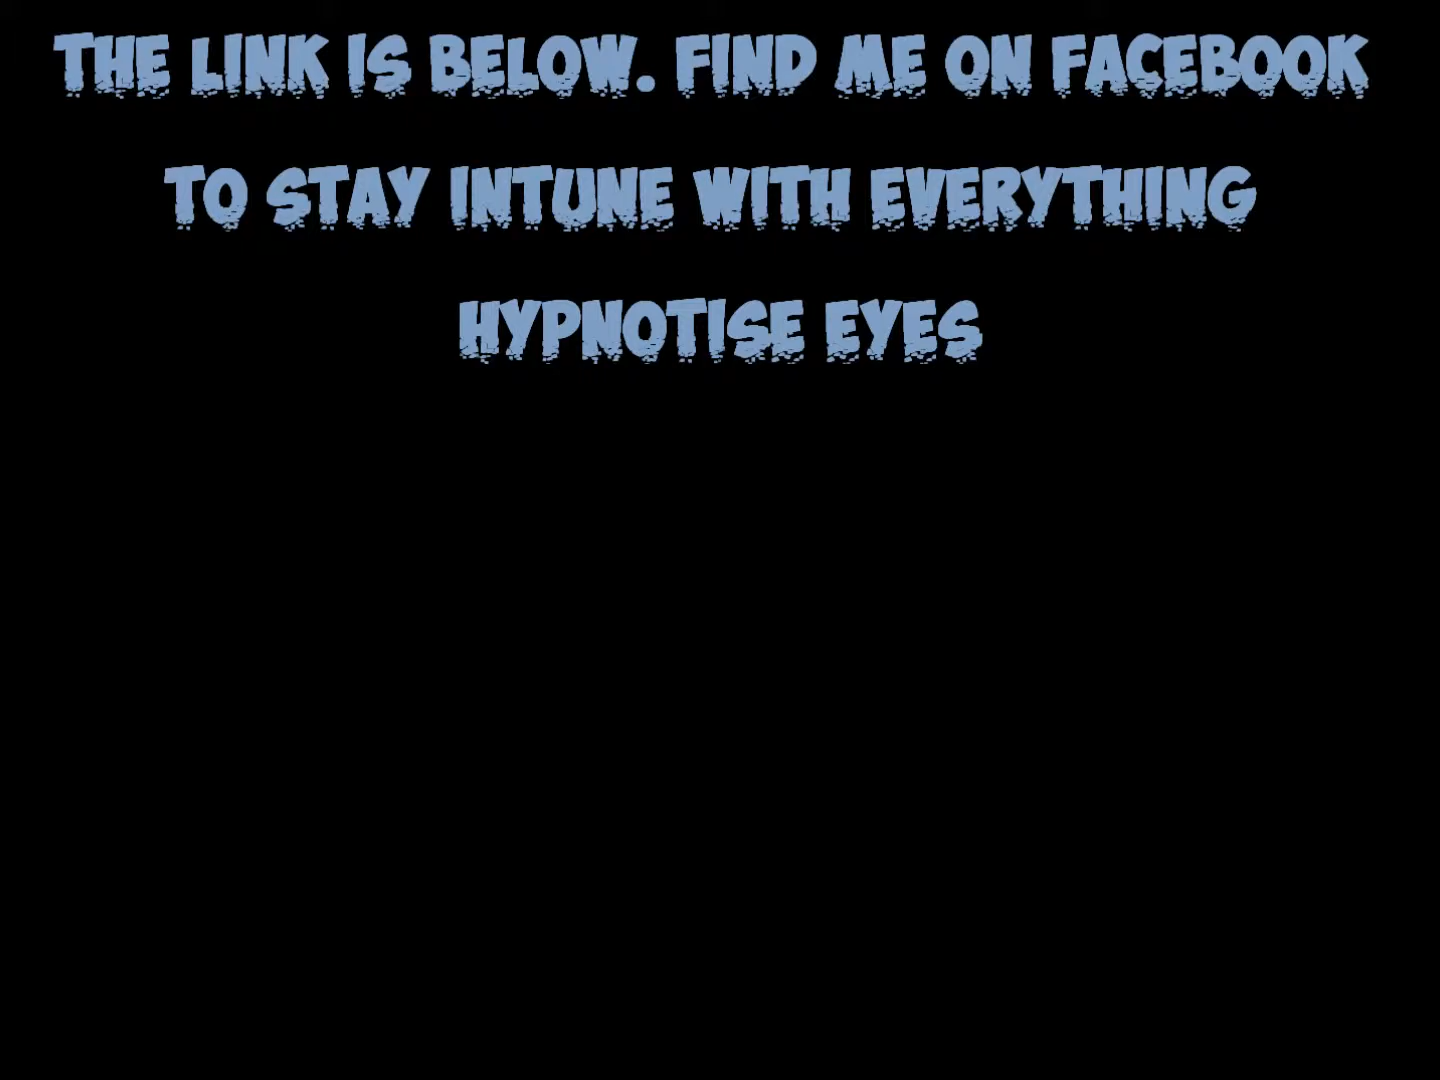 THE LINK IS BELOW. FIND ME ON FACEBOOK
TO STAY INTUNE WITH EVERYTHING
HYPNOTISE EYES